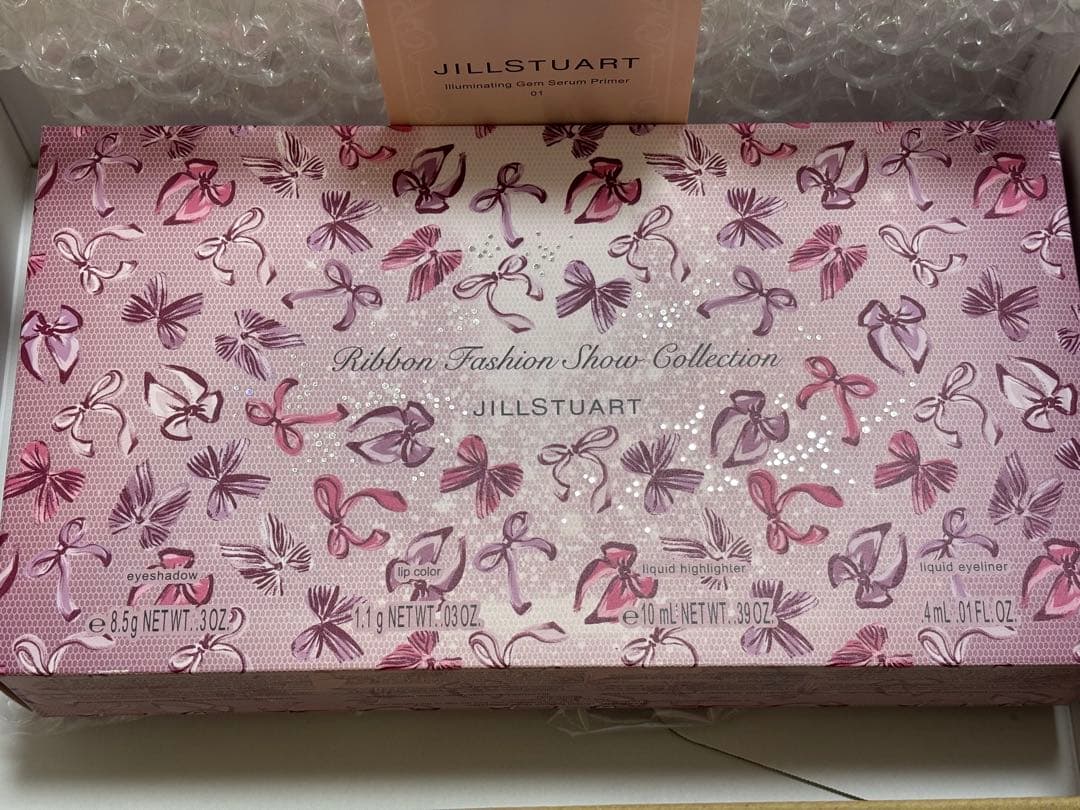 JILLSTUART
Illuminating Gem Serum Primer
01
Ribbon Fashion Show Collection
JILLSTUART
eyeshadow
lip color
liquid highlighter
liquid eyeliner
℮ 8.5g NET WT. .3 OZ.
1.1 g NET WT. .03 OZ.
℮ 10 mL NET WT. .39 OZ.
.4 mL .01 FL. OZ.